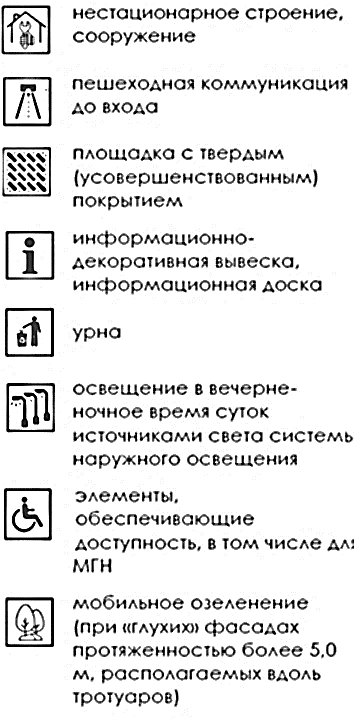 нестационарное строение,
сооружение
пешеходная коммуникация
до входа
площадка с твердым
(усовершенствованным)
покрытием
информационно-
декоративная вывеска,
информационная доска
урна
освещение в вечерне-
ночное время суток
источниками света системы
наружного освещения
элементы,
обеспечивающие
доступность, в том числе для
МГН
мобильное озеленение
(при «глухих» фасадах
протяженностью более 5,0
м, располагаемых вдоль
тротуаров)